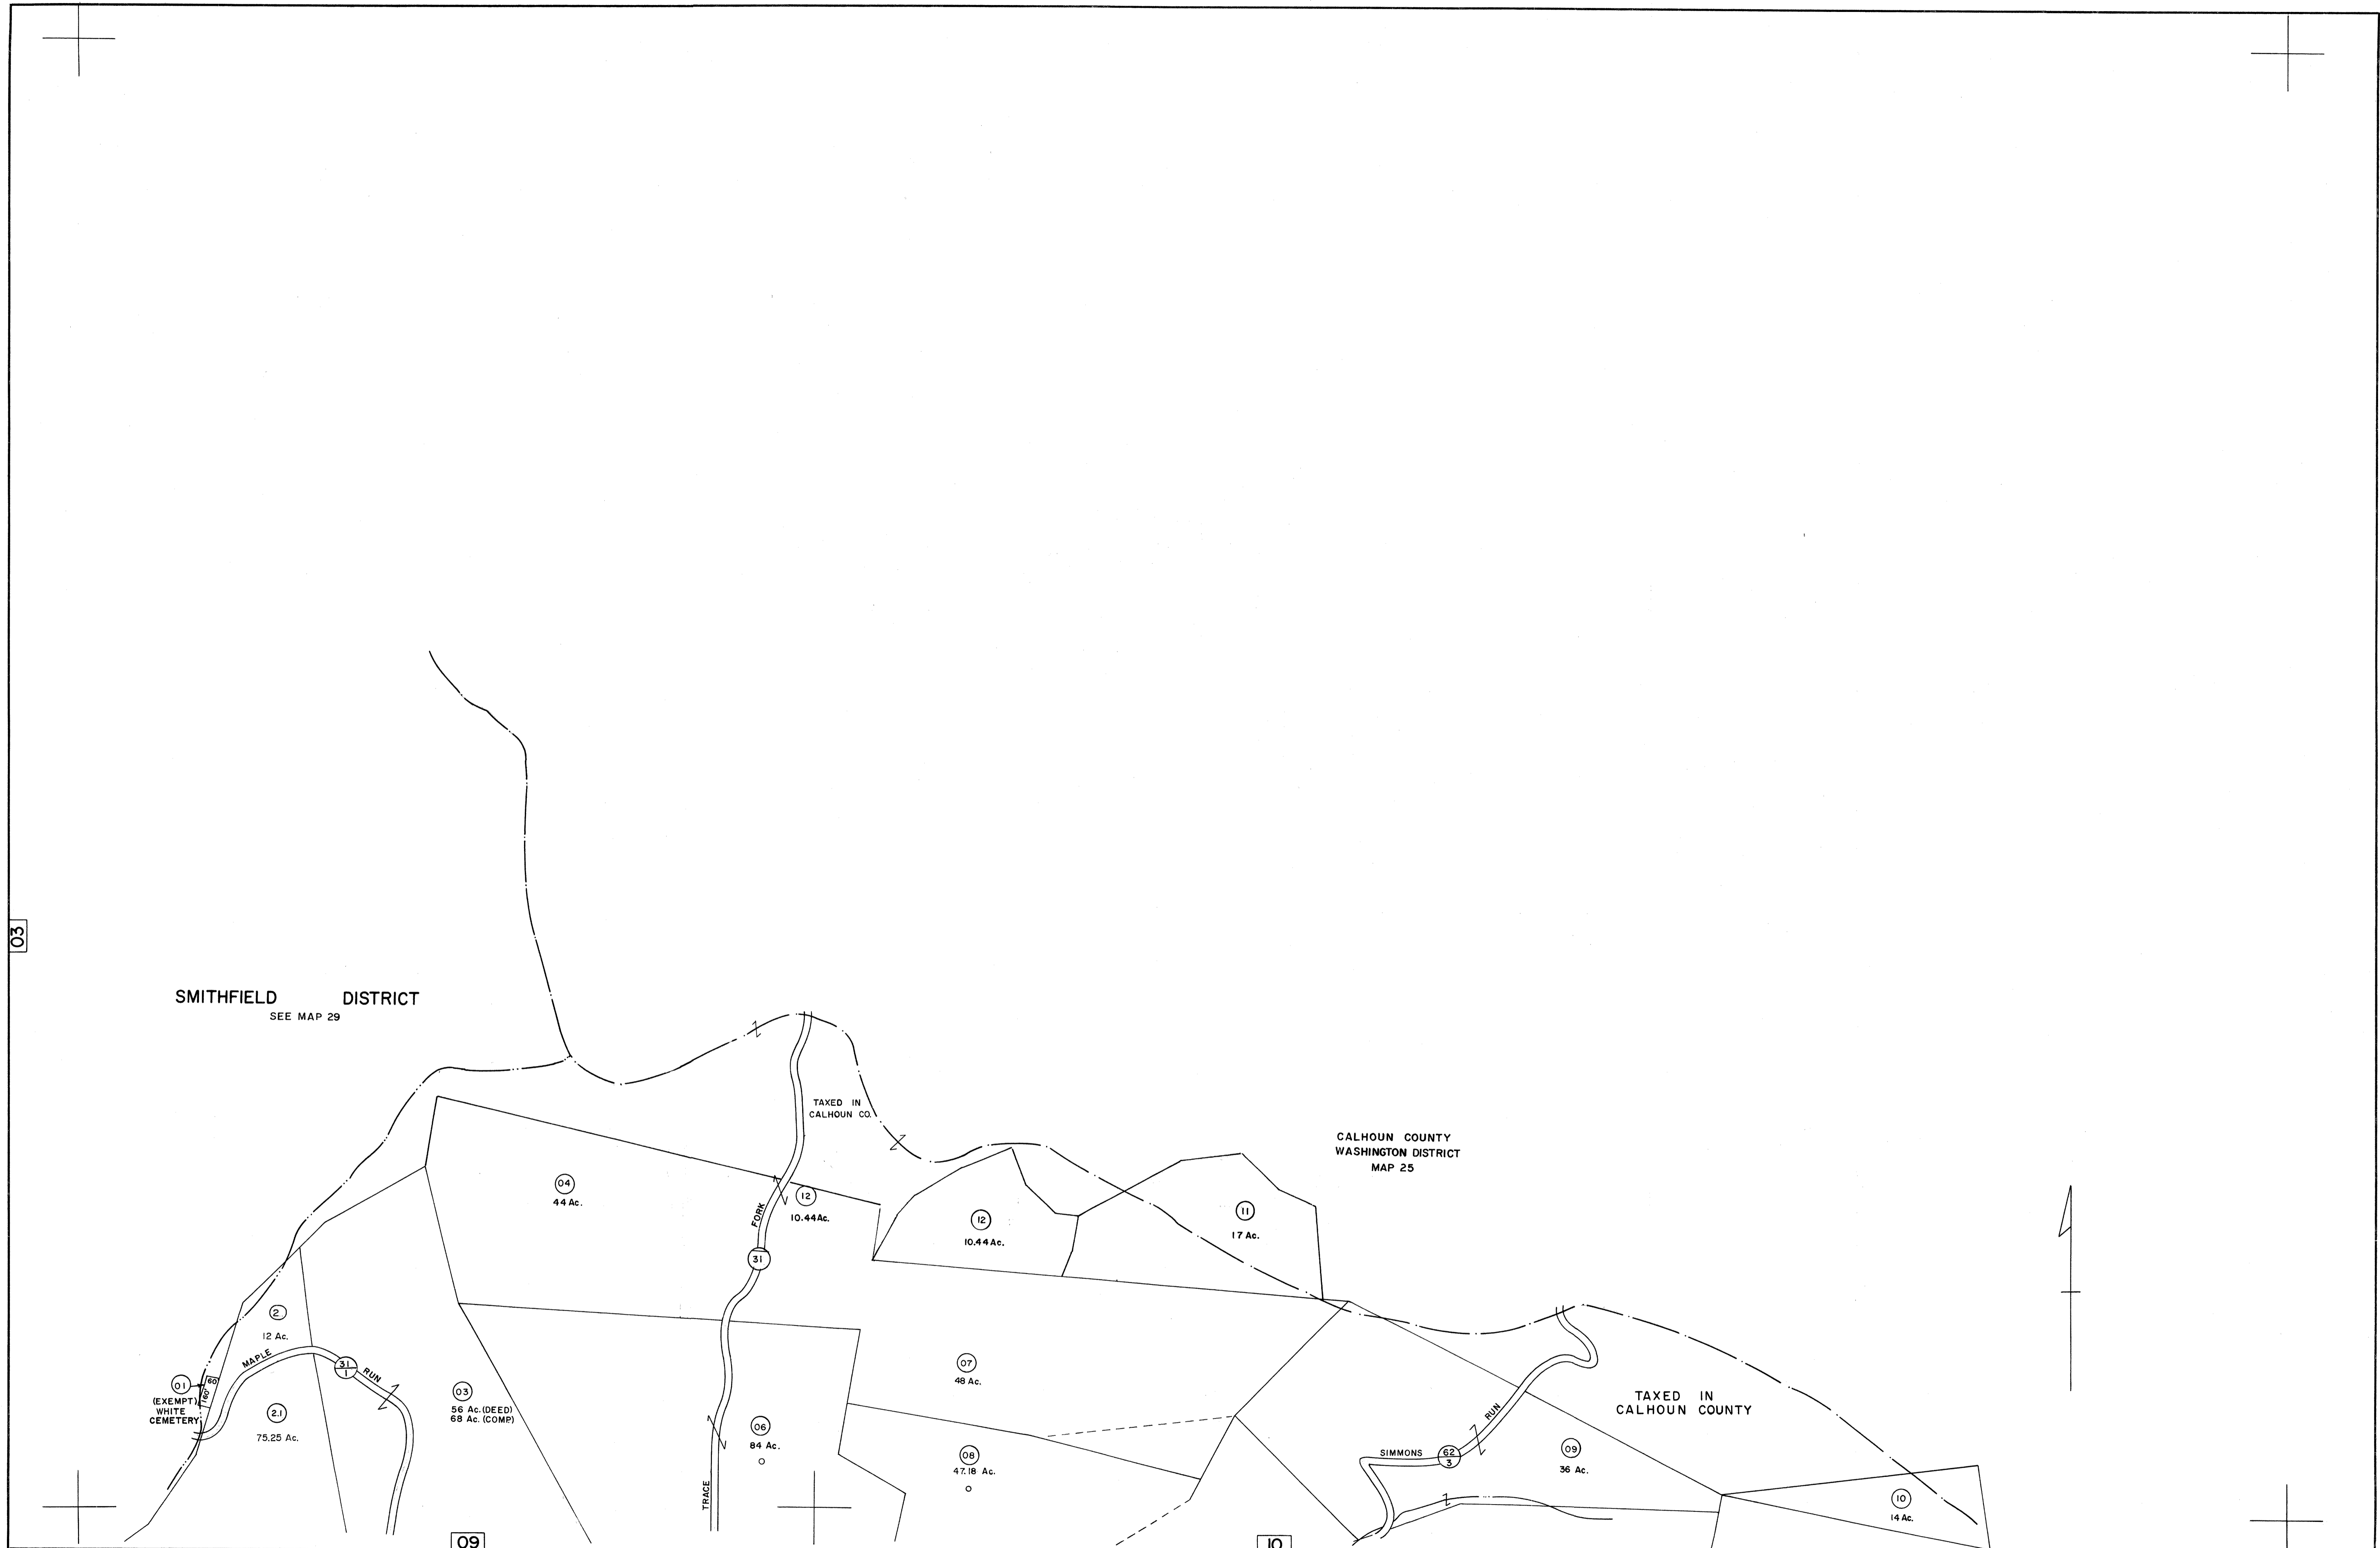 03
SMITHFIELD DISTRICT
SEE MAP 29
TAXED IN
CALHOUN CO.
CALHOUN COUNTY
WASHINGTON DISTRICT
MAP 25
04
44 Ac.
12
10.44 Ac.
FORK
31
12
10.44 Ac.
11
17 Ac.
2
12 Ac.
MAPLE
31
1
RUN
01
(EXEMPT)
WHITE
CEMETERY
60
160'
2.1
75.25 Ac.
03
56 Ac. (DEED)
68 Ac. (COMP.)
TRACE
06
84 Ac.
07
48 Ac.
08
47.18 Ac.
SIMMONS
62
3
RUN
09
36 Ac.
TAXED IN
CALHOUN COUNTY
10
14 Ac.
09
10